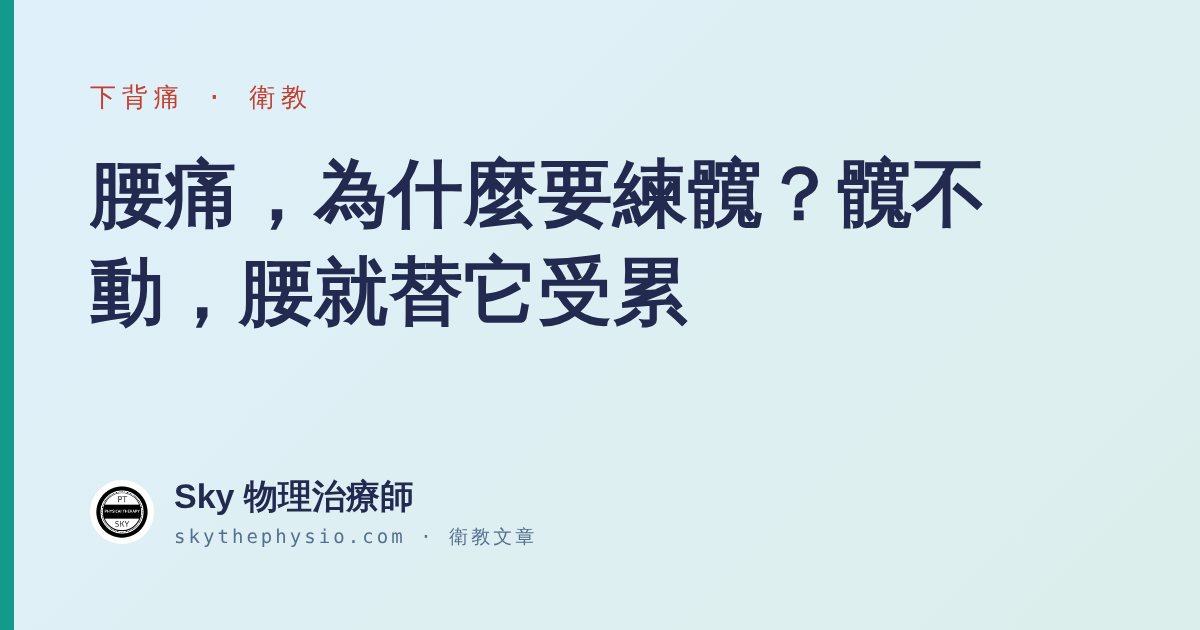 下背痛 · 衛教
腰痛，為什麼要練髖？髖不
動，腰就替它受累
PT
PHYSICAL THERAPY
SKY
Sky 物理治療師
skythephysio.com · 衛教文章